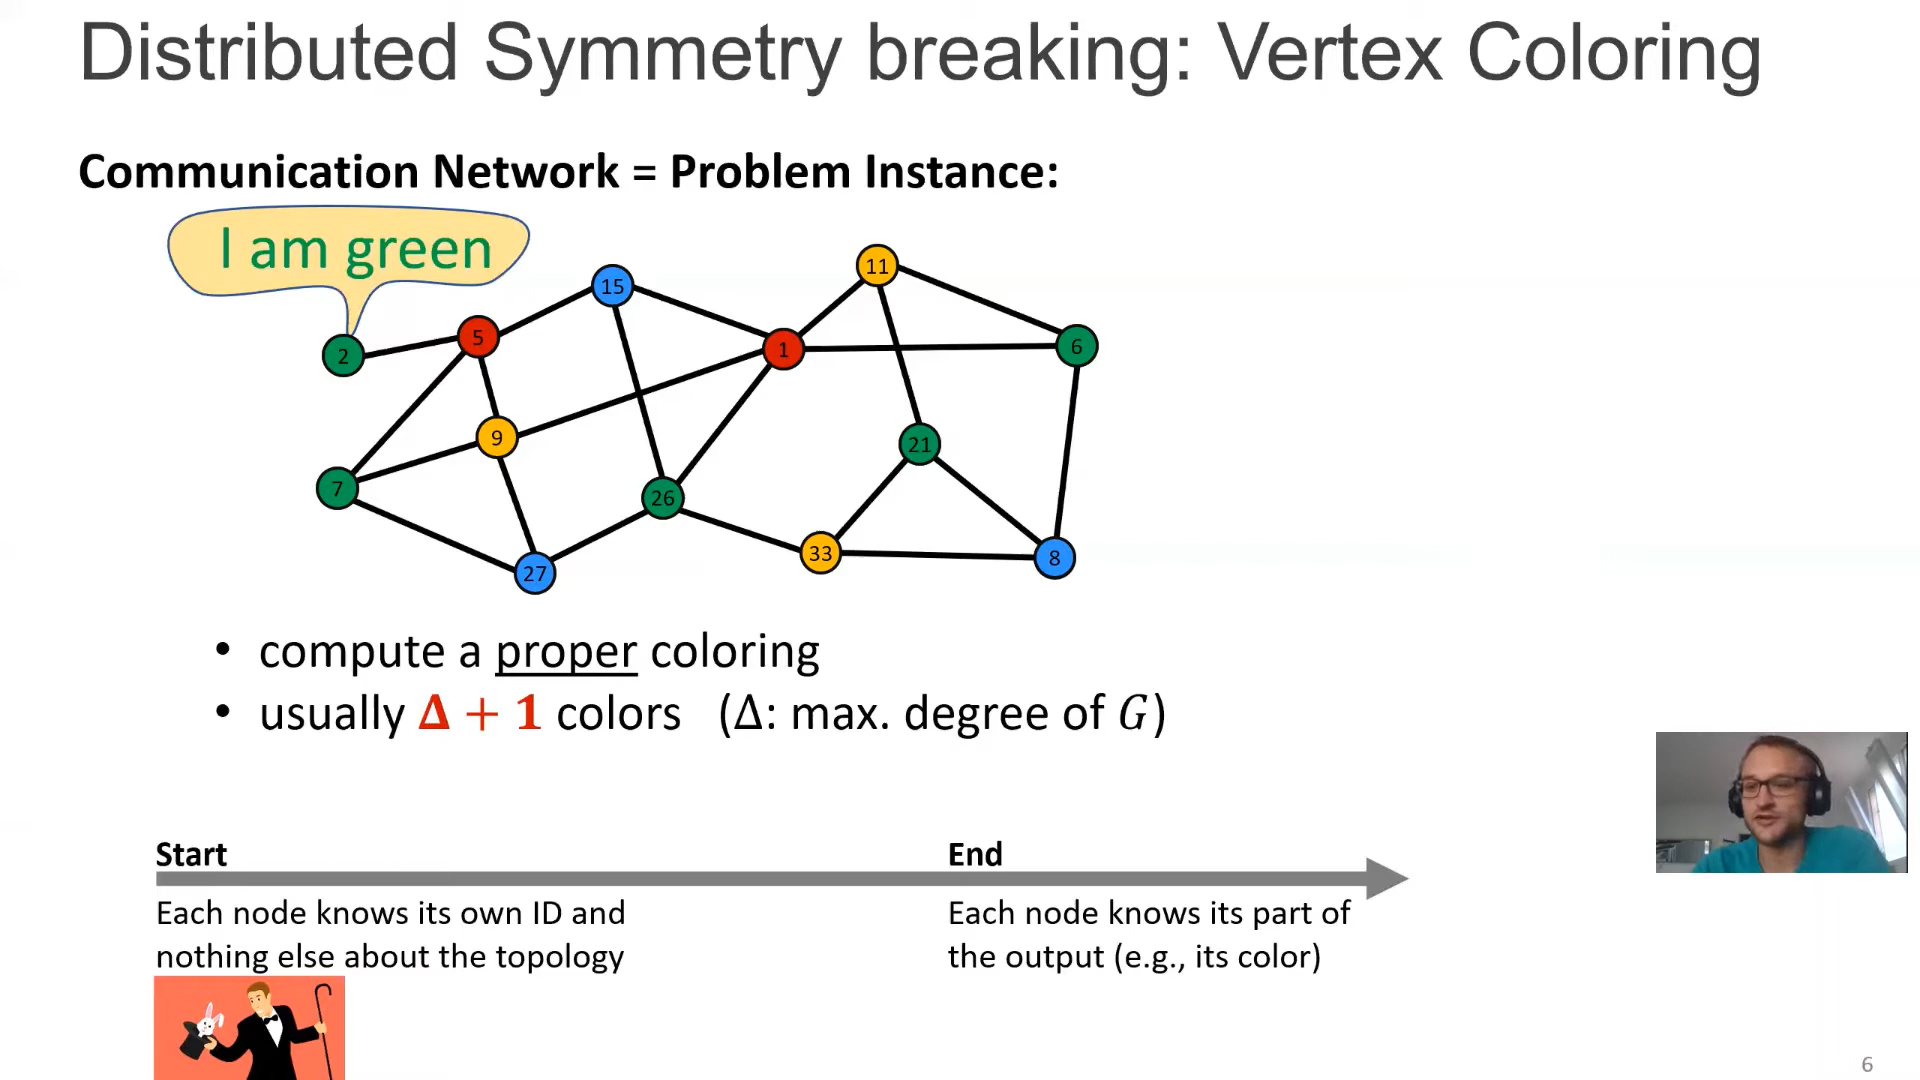 Distributed Symmetry breaking: Vertex Coloring
Communication Network = Problem Instance:
I am green
11
15
5
1
6
2
9
21
7
26
33
8
27
• compute a proper coloring
• usually Δ + 1 colors (Δ: max. degree of G)
Start
End
Each node knows its own ID and
nothing else about the topology
Each node knows its part of
the output (e.g., its color)
6